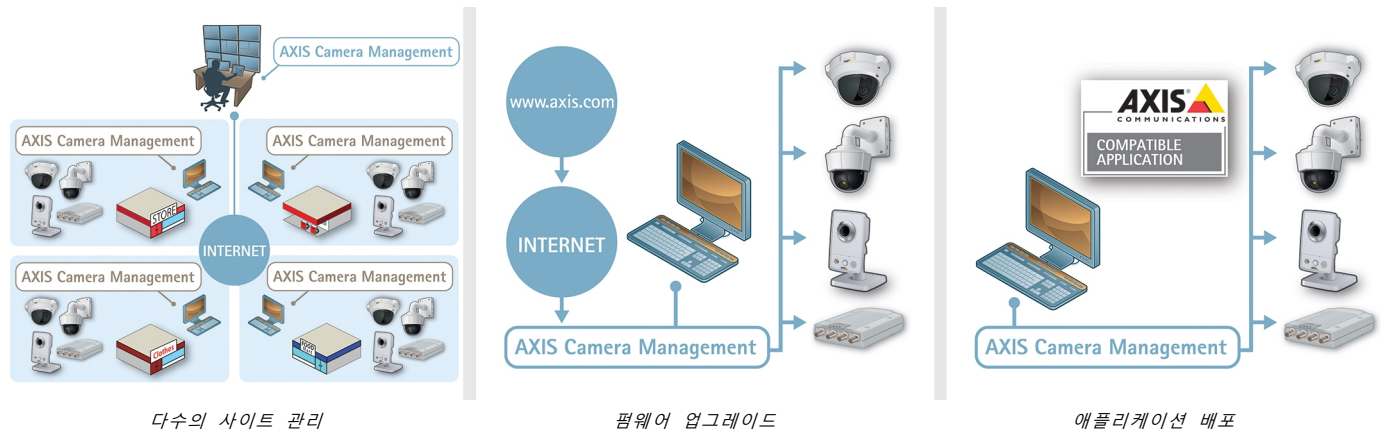 AXIS Camera Management
AXIS Camera Management
AXIS Camera Management
STORE
INTERNET
AXIS Camera Management
AXIS Camera Management
Clothes
FOOD
다수의 사이트 관리
www.axis.com
INTERNET
AXIS Camera Management
펌웨어 업그레이드
AXIS
COMMUNICATIONS
COMPATIBLE
APPLICATION
AXIS Camera Management
애플리케이션 배포